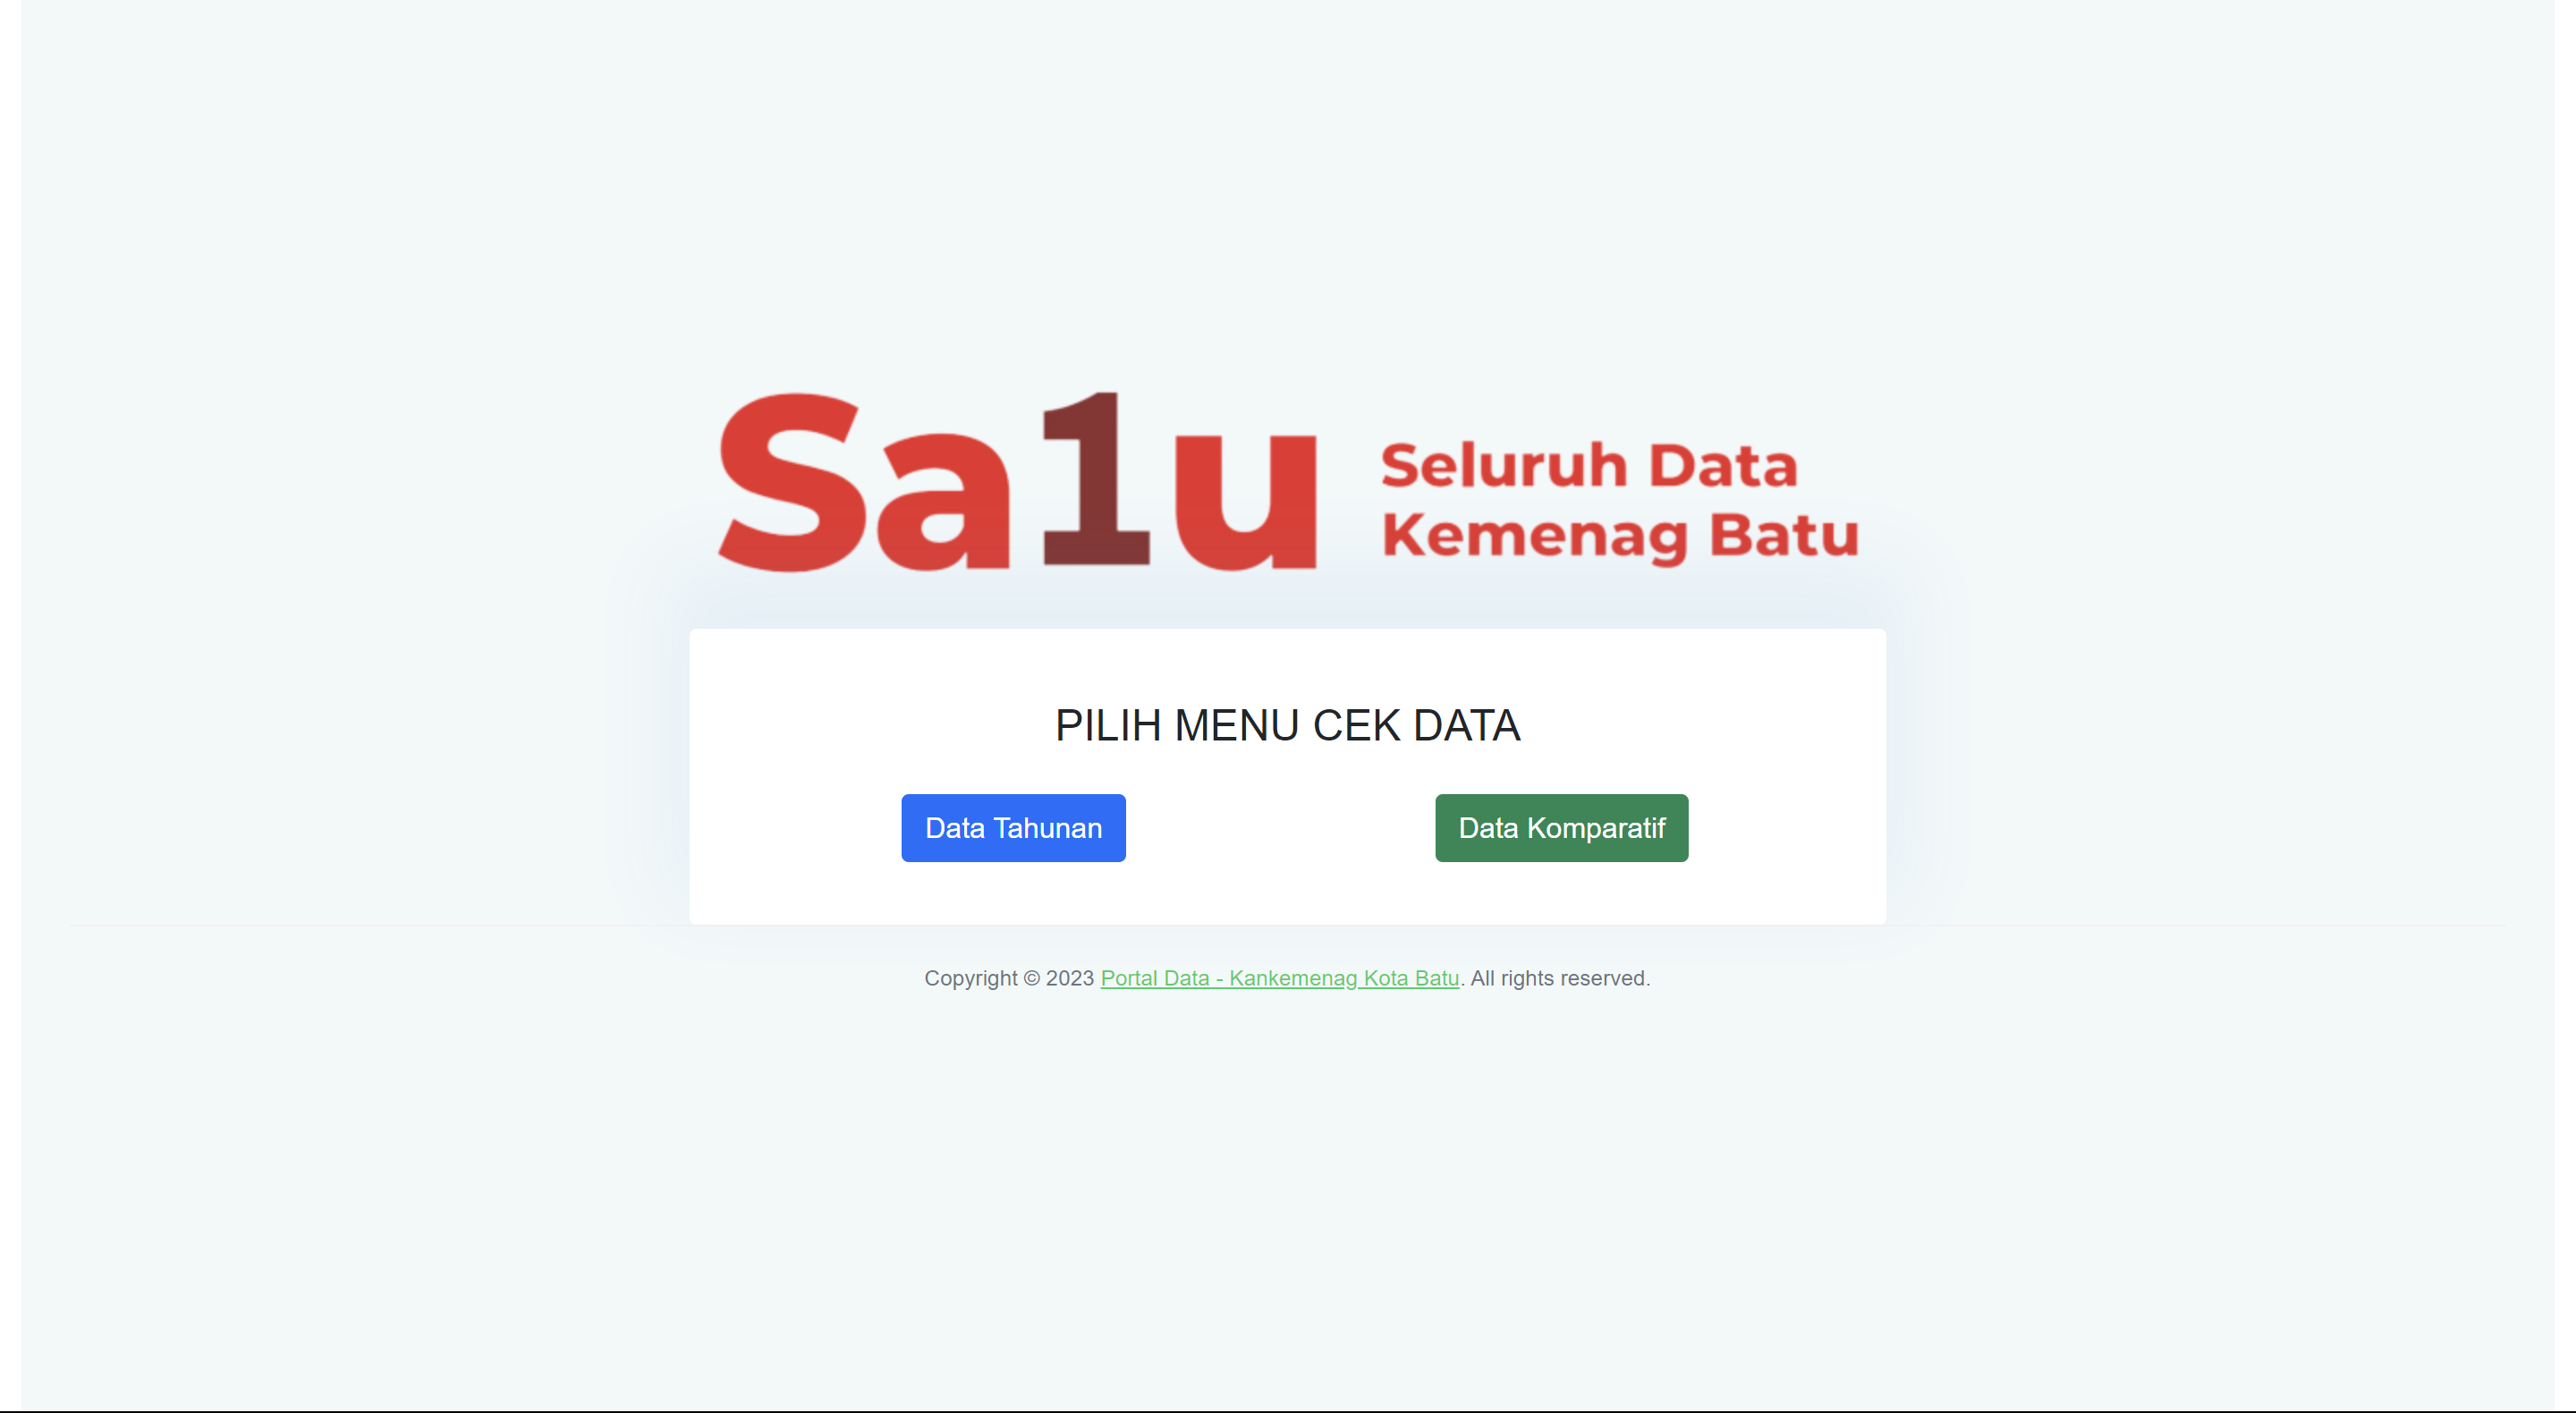 Sa1u
Seluruh Data
Kemenag Batu
PILIH MENU CEK DATA
Data Tahunan
Data Komparatif
Copyright © 2023 Portal Data - Kankemenag Kota Batu. All rights reserved.